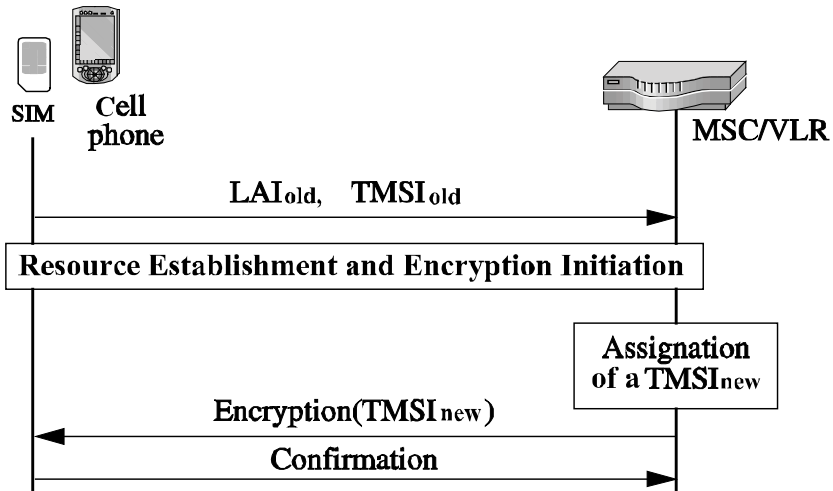 SIM
Cell
phone
MSC/VLR
LAIold, TMSIold
Resource Establishment and Encryption Initiation
Assignation
of a TMSInew
Encryption(TMSInew)
Confirmation